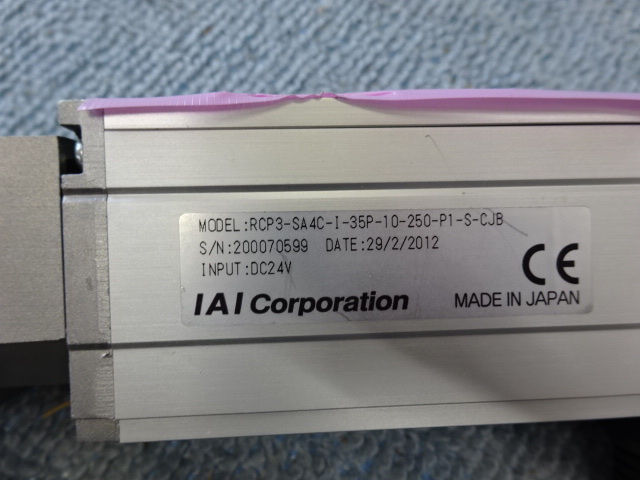 MODEL:RCP3-SA4C-I-35P-10-250-P1-S-CJB
S/N:200070599 DATE:29/2/2012
INPUT:DC24V
CE
IAI Corporation
MADE IN JAPAN